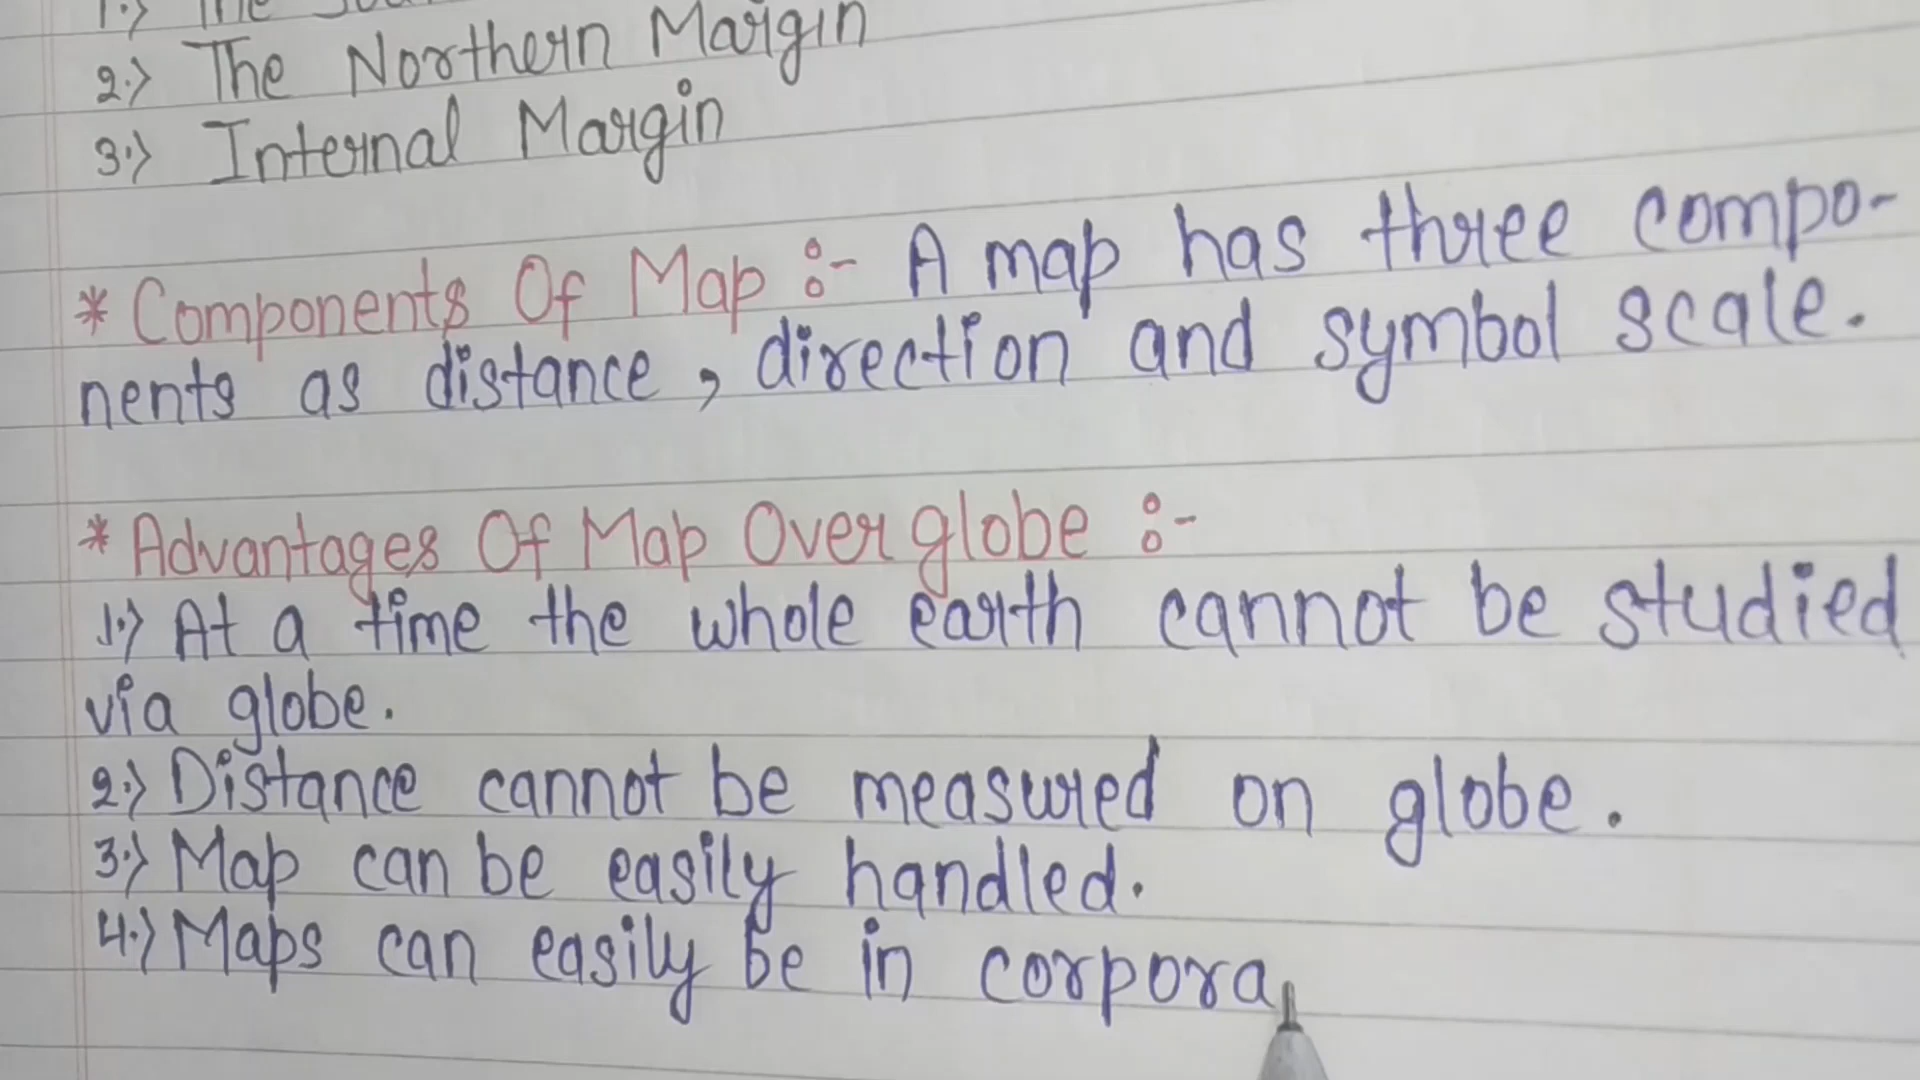 1.) The
2.) The Northern Margin
3.) Internal Margin
* Components Of Map :- A map has three compo-
nents as distance, direction and symbol scale.
* Advantages Of Map Over globe :-
1.) At a time the whole earth cannot be studied
via globe.
2.) Distance cannot be measured on globe.
3.) Map can be easily handled.
4.) Maps can easily be in corpora